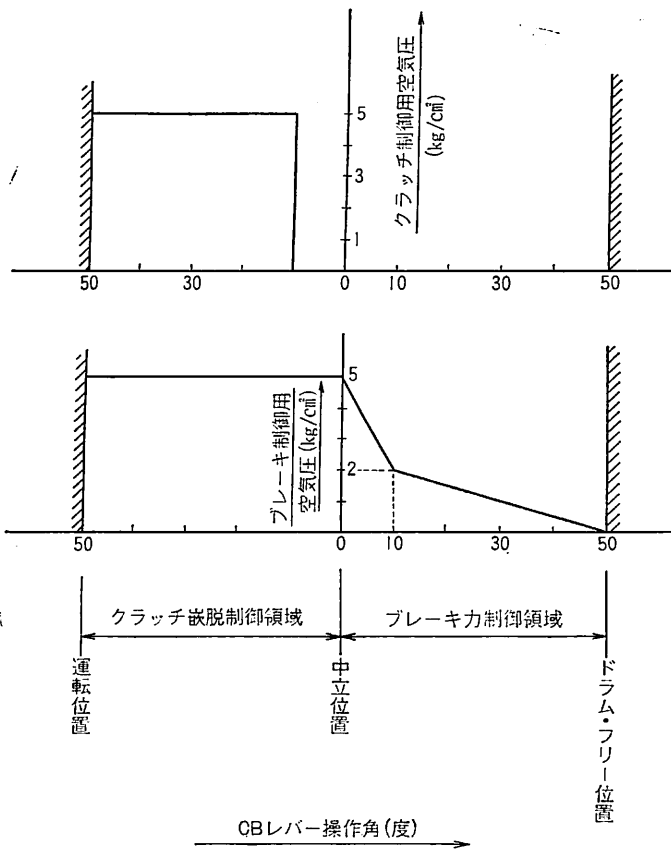 クラッチ制御用空気圧
(kg/c㎡)
5
3
1
50
30
0
10
30
50
ブレーキ制御用
空気圧(kg/c㎡)
5
2
50
30
0
10
30
50
クラッチ嵌脱制御領域
ブレーキ力制御領域
運転位置
中立位置
ドラム・フリー位置
CBレバー操作角(度)